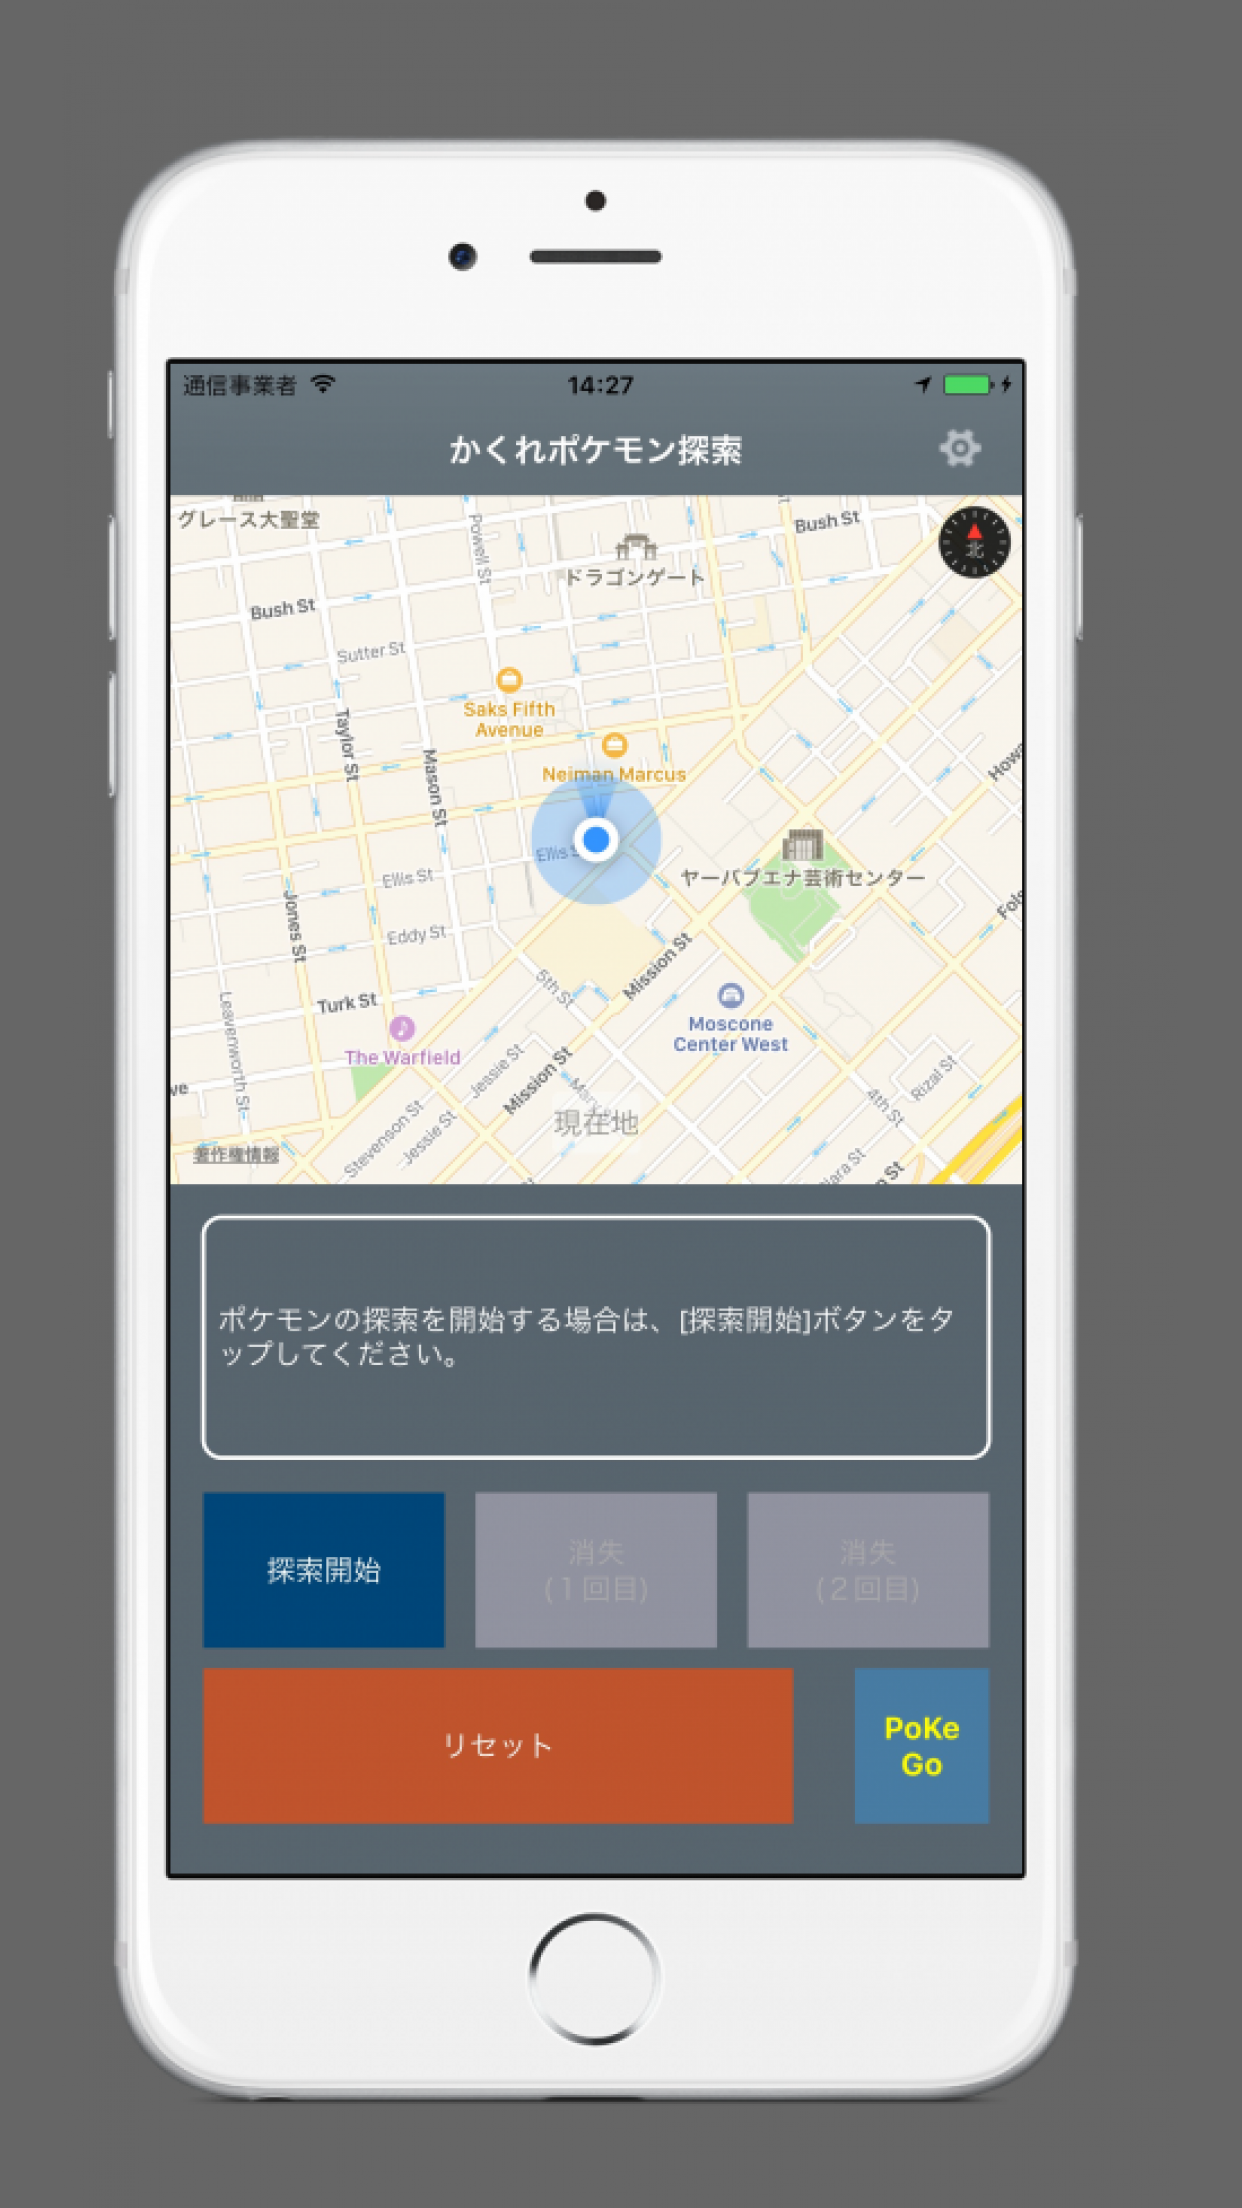 通信事業者
14:27
かくれポケモン探索
グレース大聖堂
Powell St
Bush St
北
ドラゴンゲート
Bush St
Sutter St
Saks Fifth
Avenue
Taylor St
Mason St
Neiman Marcus
Ellis S
ヤーバブエナ芸術センター
Ellis St
Jones St
Eddy St
Mission St
5th St
Leavenworth St
Turk St
Moscone
Center West
The Warfield
Jessie St
Mission St
Rizal St
4th St
現在地
Stevenson St
Jessie St
著作権情報
ポケモンの探索を開始する場合は、[探索開始]ボタンをタ
ップしてください。
探索開始
消失
(１回目)
消失
(２回目)
リセット
PoKe
Go